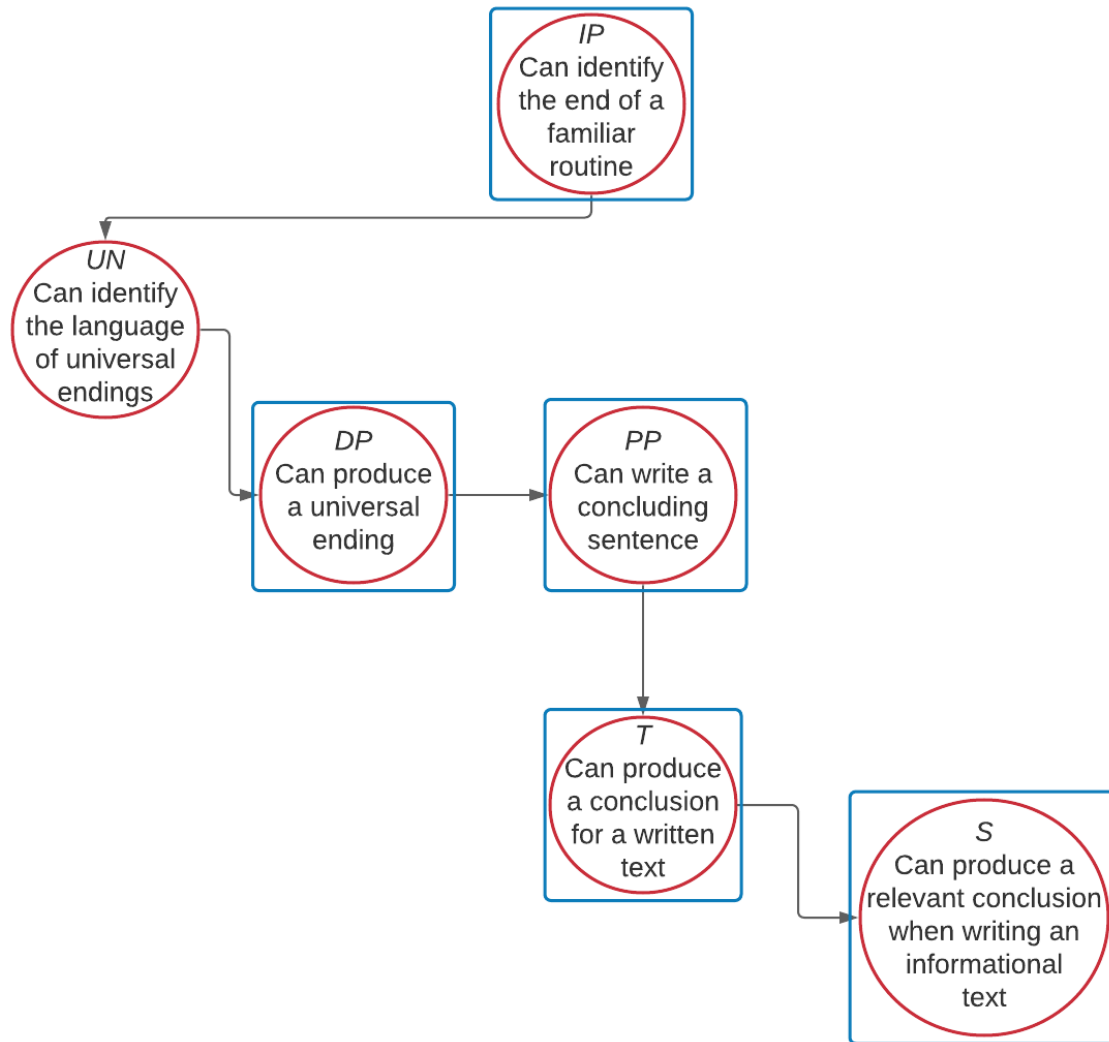 IP
Can identify
the end of a
familiar
routine
UN
Can identify
the language
of universal
endings
DP
Can produce
a universal
ending
PP
Can write a
concluding
sentence
T
Can produce
a conclusion
for a written
text
S
Can produce a
relevant conclusion
when writing an
informational
text